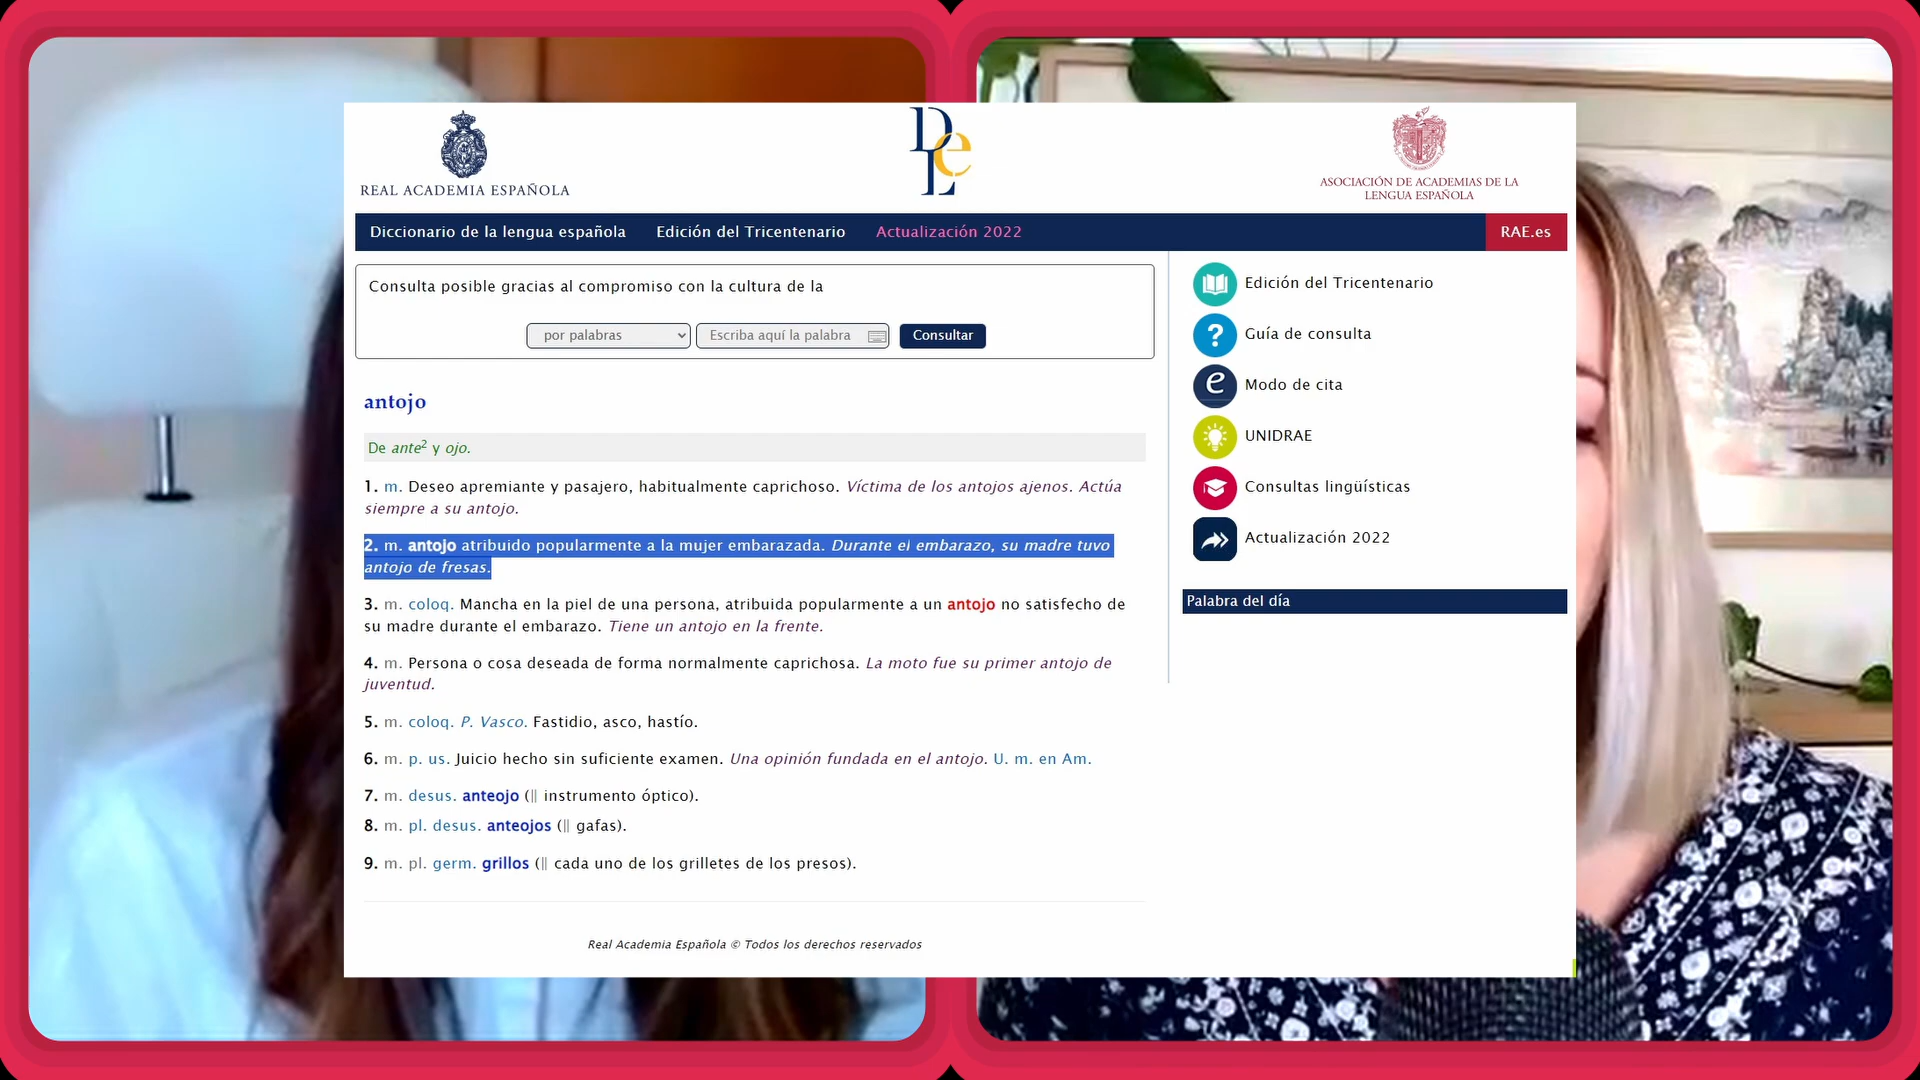 REAL ACADEMIA ESPAÑOLA
DLe
ASOCIACIÓN DE ACADEMIAS DE LA
LENGUA ESPAÑOLA
Diccionario de la lengua española Edición del Tricentenario Actualización 2022 RAE.es
Consulta posible gracias al compromiso con la cultura de la
por palabras Escriba aquí la palabra Consultar
antojo
De ante² y ojo.
1. m. Deseo apremiante y pasajero, habitualmente caprichoso. Víctima de los antojos ajenos. Actúa
siempre a su antojo.
2. m. antojo atribuido popularmente a la mujer embarazada. Durante el embarazo, su madre tuvo
antojo de fresas.
3. m. coloq. Mancha en la piel de una persona, atribuida popularmente a un antojo no satisfecho de
su madre durante el embarazo. Tiene un antojo en la frente.
4. m. Persona o cosa deseada de forma normalmente caprichosa. La moto fue su primer antojo de
juventud.
5. m. coloq. P. Vasco. Fastidio, asco, hastío.
6. m. p. us. Juicio hecho sin suficiente examen. Una opinión fundada en el antojo. U. m. en Am.
7. m. desus. anteojo (‖ instrumento óptico).
8. m. pl. desus. anteojos (‖ gafas).
9. m. pl. germ. grillos (‖ cada uno de los grilletes de los presos).
Real Academia Española © Todos los derechos reservados
Edición del Tricentenario
? Guía de consulta
e Modo de cita
UNIDRAE
Consultas lingüísticas
Actualización 2022
Palabra del día